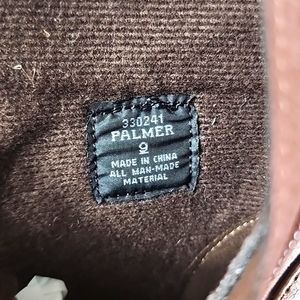 330241
PALMER
9
MADE IN CHINA
ALL MAN-MADE
MATERIAL